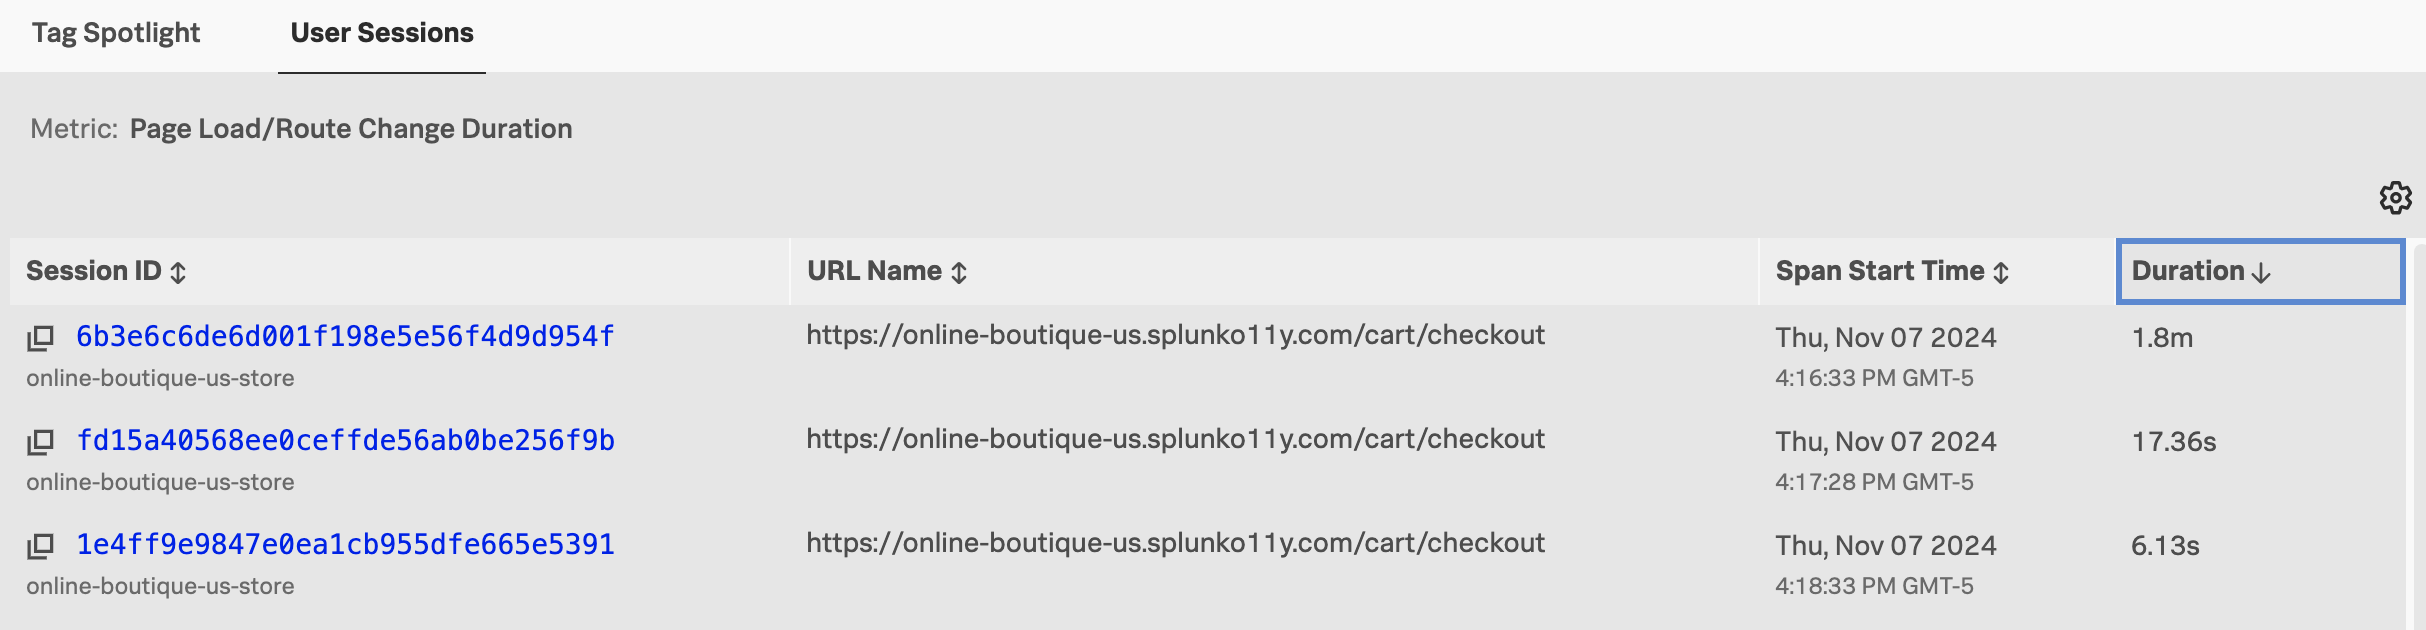 Tag Spotlight User Sessions
Metric: Page Load/Route Change Duration
Session ID URL Name Span Start Time Duration
6b3e6c6de6d001f198e5e56f4d9d954f https://online-boutique-us.splunko11y.com/cart/checkout Thu, Nov 07 2024 1.8m
online-boutique-us-store 4:16:33 PM GMT-5
fd15a40568ee0ceffde56ab0be256f9b https://online-boutique-us.splunko11y.com/cart/checkout Thu, Nov 07 2024 17.36s
online-boutique-us-store 4:17:28 PM GMT-5
1e4ff9e9847e0ea1cb955dfe665e5391 https://online-boutique-us.splunko11y.com/cart/checkout Thu, Nov 07 2024 6.13s
online-boutique-us-store 4:18:33 PM GMT-5